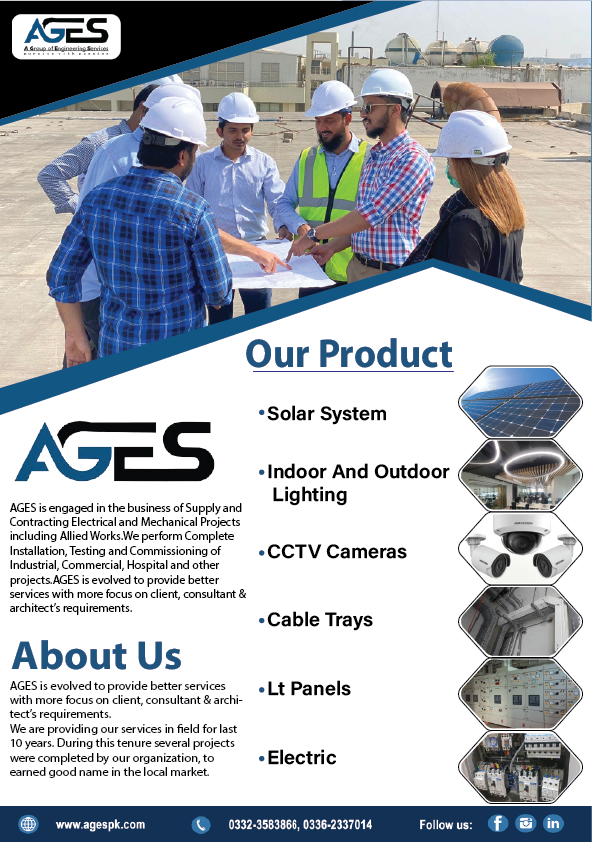 AGES
A Group of Engineering Services
Our Product
• Solar System
• Indoor And Outdoor
Lighting
• CCTV Cameras
• Cable Trays
• Lt Panels
• Electric
AGES
AGES is engaged in the business of Supply and
Contracting Electrical and Mechanical Projects
including Allied Works.We perform Complete
Installation, Testing and Commissioning of
Industrial, Commercial, Hospital and other
projects.AGES is evolved to provide better
services with more focus on client, consultant &
architect's requirements.
About Us
AGES is evolved to provide better services
with more focus on client, consultant & archi-
tect's requirements.
We are providing our services in field for last
10 years. During this tenure several projects
were completed by our organization, to
earned good name in the local market.
www.agespk.com
0332-3583866, 0336-2337014
Follow us: